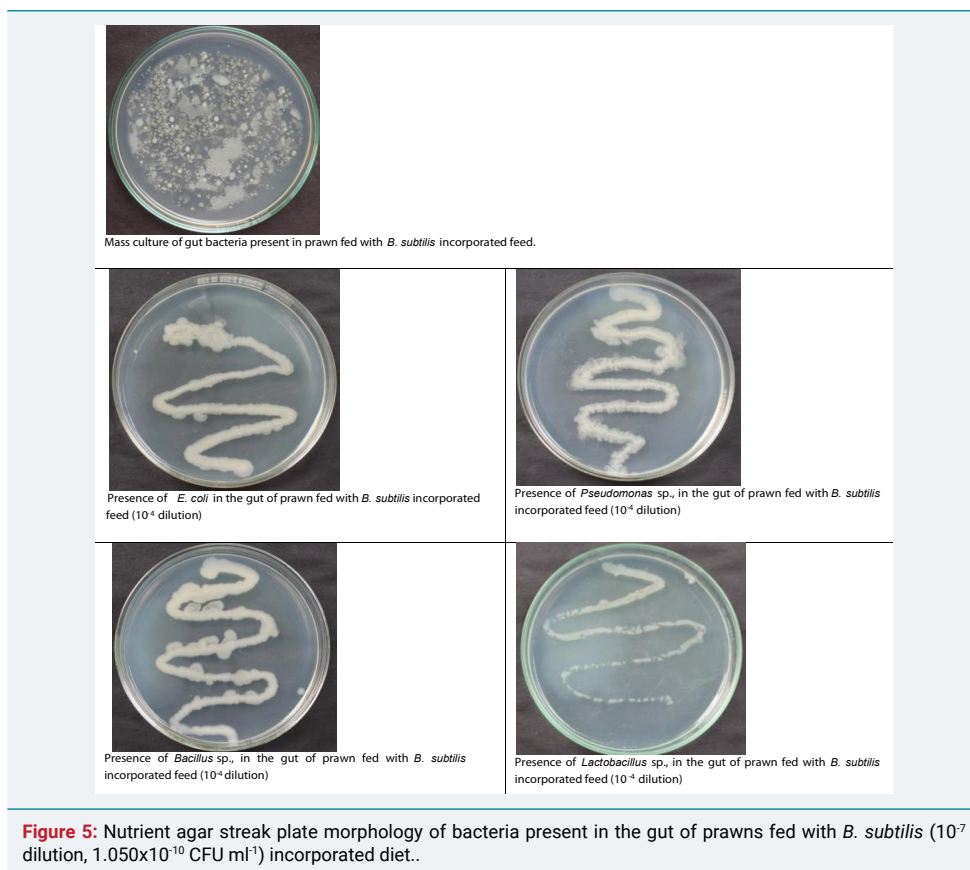 Mass culture of gut bacteria present in prawn fed with B. subtilis incorporated feed.
Presence of E. coli in the gut of prawn fed with B. subtilis incorporated
feed (10⁻⁴ dilution)
Presence of Pseudomonas sp., in the gut of prawn fed with B. subtilis
incorporated feed (10⁻⁴ dilution)
Presence of Bacillus sp., in the gut of prawn fed with B. subtilis
incorporated feed (10⁻⁴ dilution)
Presence of Lactobacillus sp., in the gut of prawn fed with B. subtilis
incorporated feed (10⁻⁴ dilution)
Figure 5: Nutrient agar streak plate morphology of bacteria present in the gut of prawns fed with B. subtilis (10⁻⁷
dilution, 1.050x10⁻¹⁰ CFU ml⁻¹) incorporated diet..